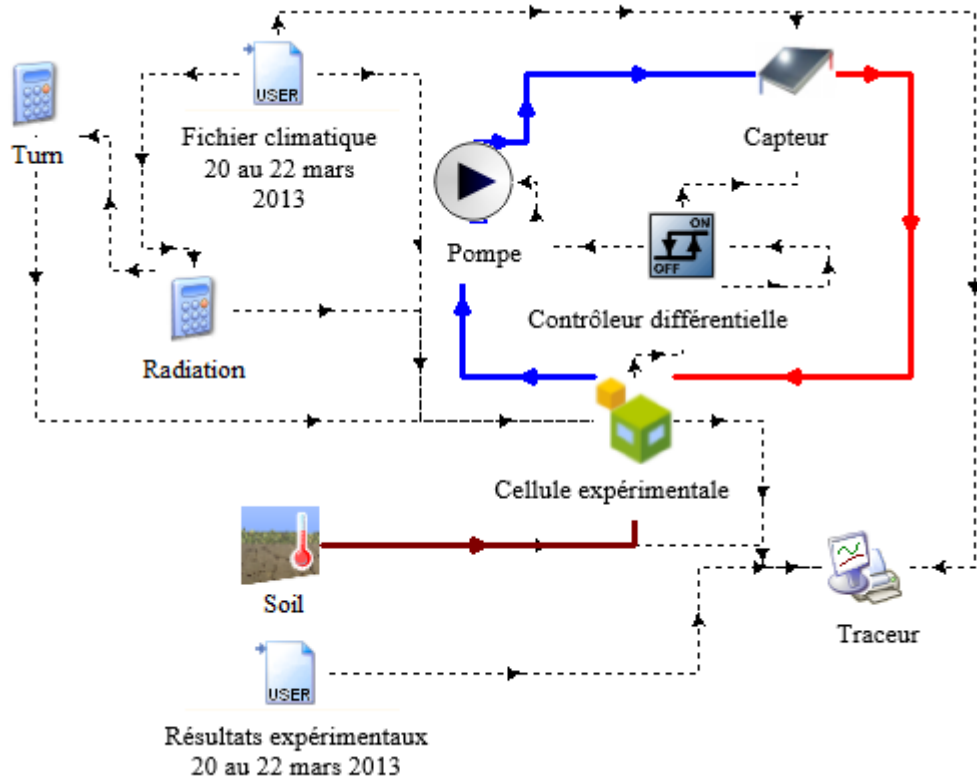 USER
Turn
Fichier climatique
20 au 22 mars
2013
Capteur
Pompe
ON
OFF
Contrôleur différentielle
Radiation
Cellule expérimentale
Soil
Traceur
USER
Résultats expérimentaux
20 au 22 mars 2013